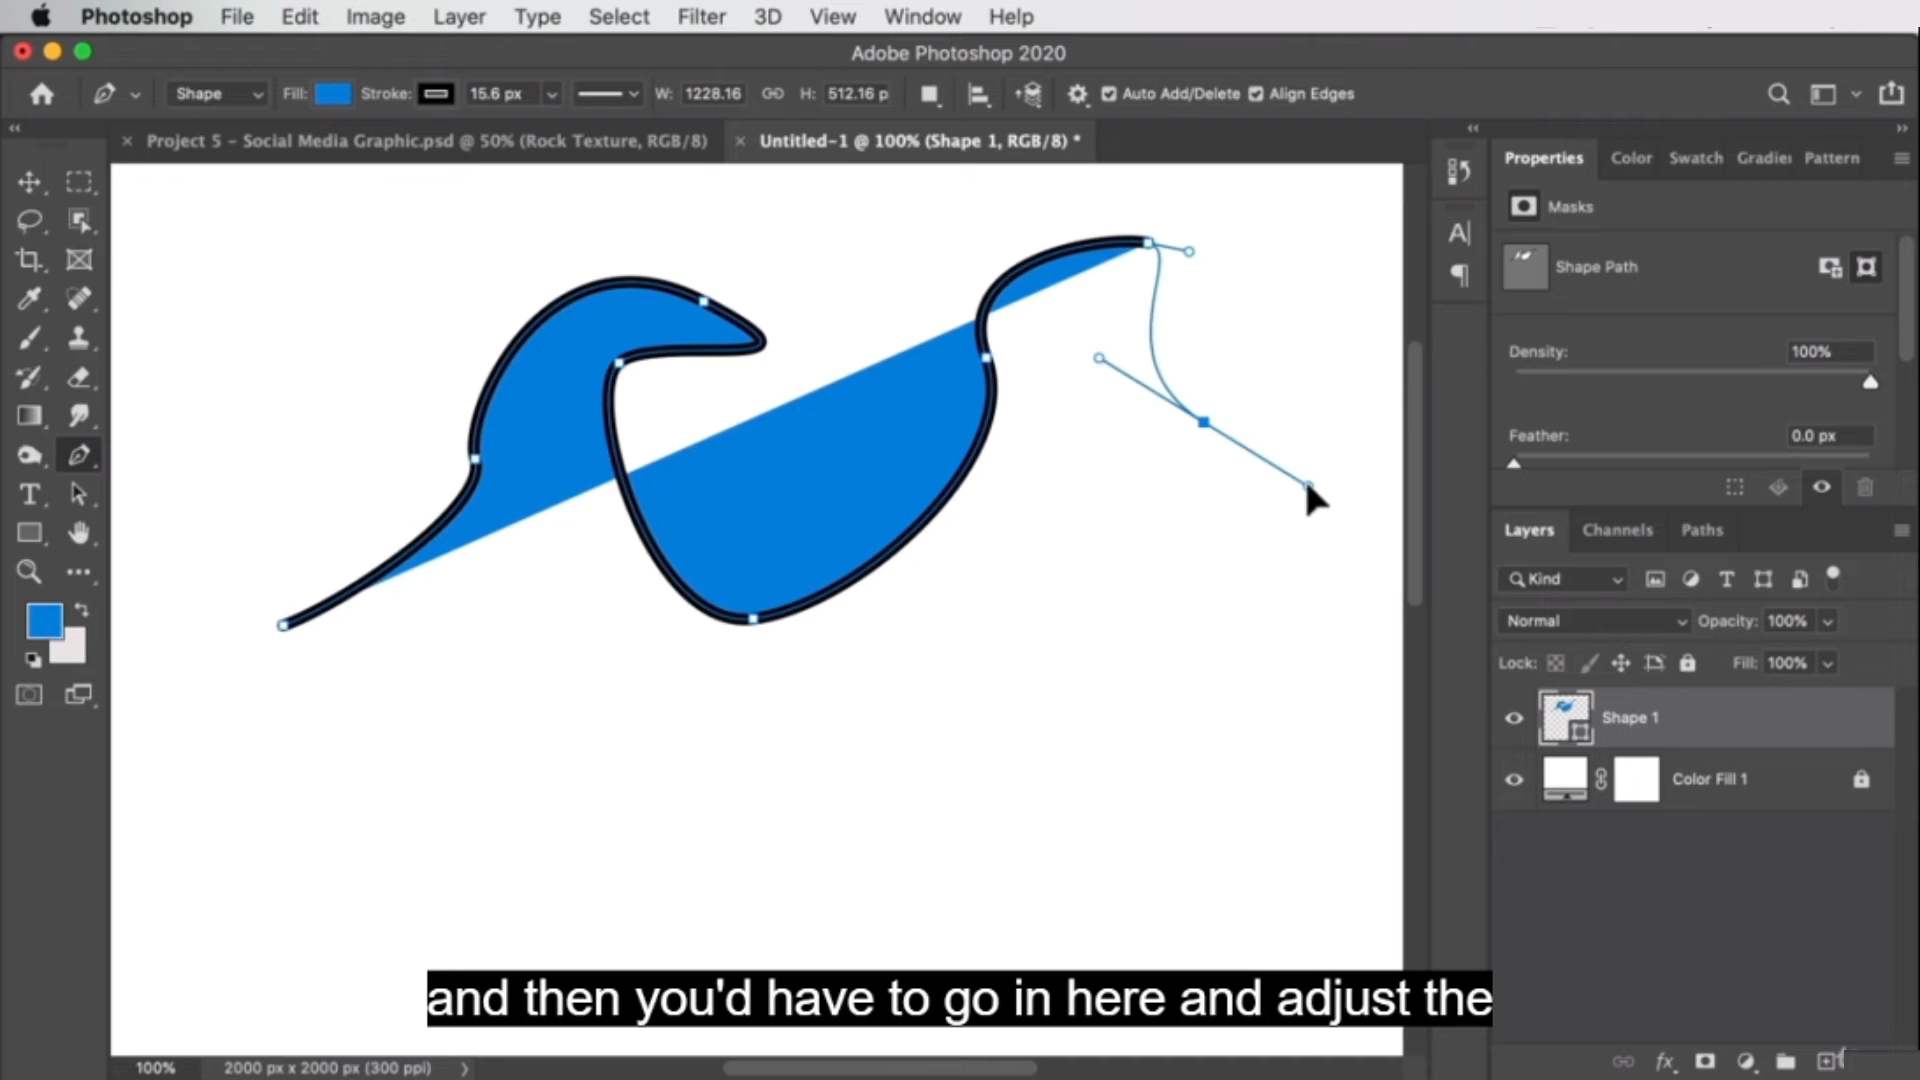 Photoshop File Edit Image Layer Type Select Filter 3D View Window Help
Adobe Photoshop 2020
Shape Fill: Stroke: 15.6 px W: 1228.16 H: 512.16 p Auto Add/Delete Align Edges
Project 5 – Social Media Graphic.psd @ 50% (Rock Texture, RGB/8) Untitled-1 @ 100% (Shape 1, RGB/8) *
Properties Color Swatch Gradie Pattern
Masks
Shape Path
Density: 100%
Feather: 0.0 px
Layers Channels Paths
Kind
Normal Opacity: 100%
Lock: Fill: 100%
Shape 1
Color Fill 1
and then you'd have to go in here and adjust the
100% 2000 px x 2000 px (300 ppi)